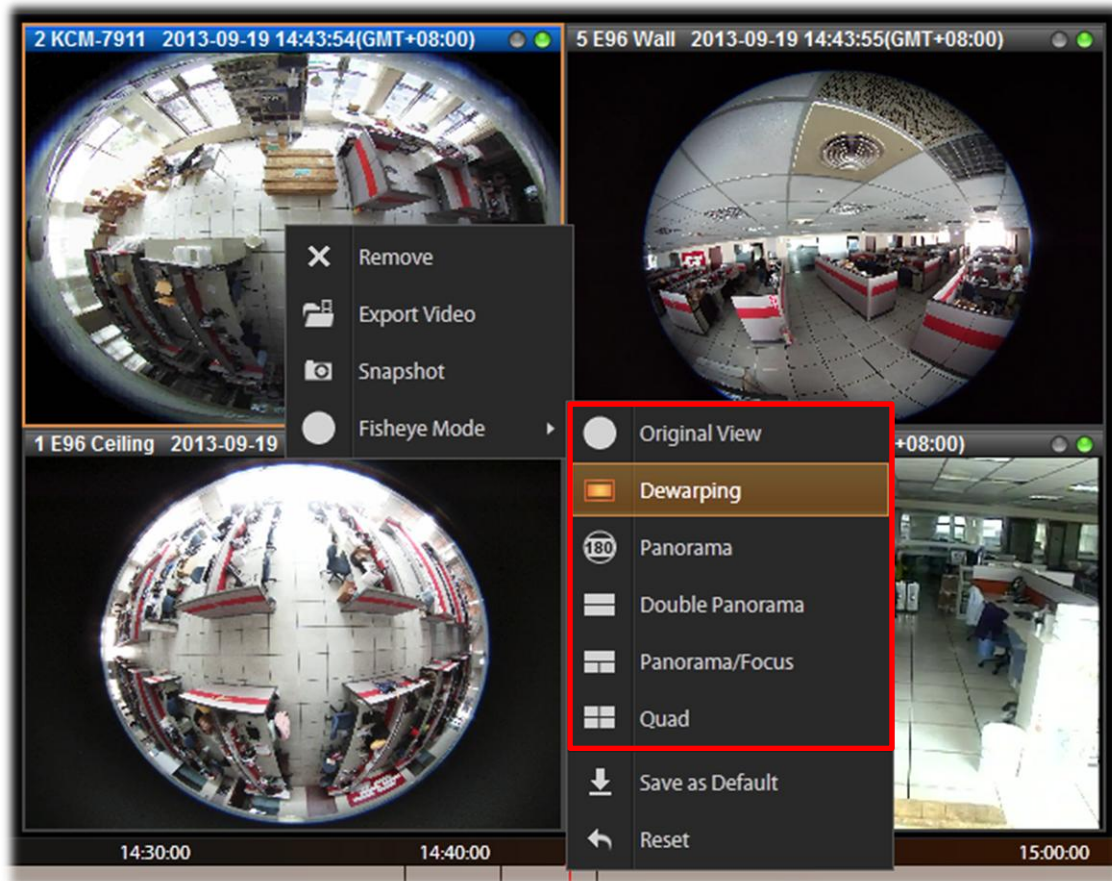 2 KCM-7911 2013-09-19 14:43:54(GMT+08:00)
5 E96 Wall 2013-09-19 14:43:55(GMT+08:00)
Remove
Export Video
Snapshot
Fisheye Mode
1 E96 Ceiling 2013-09-19
+08:00)
Original View
Dewarping
180 Panorama
Double Panorama
Panorama/Focus
Quad
Save as Default
Reset
14:30:00 14:40:00 15:00:00